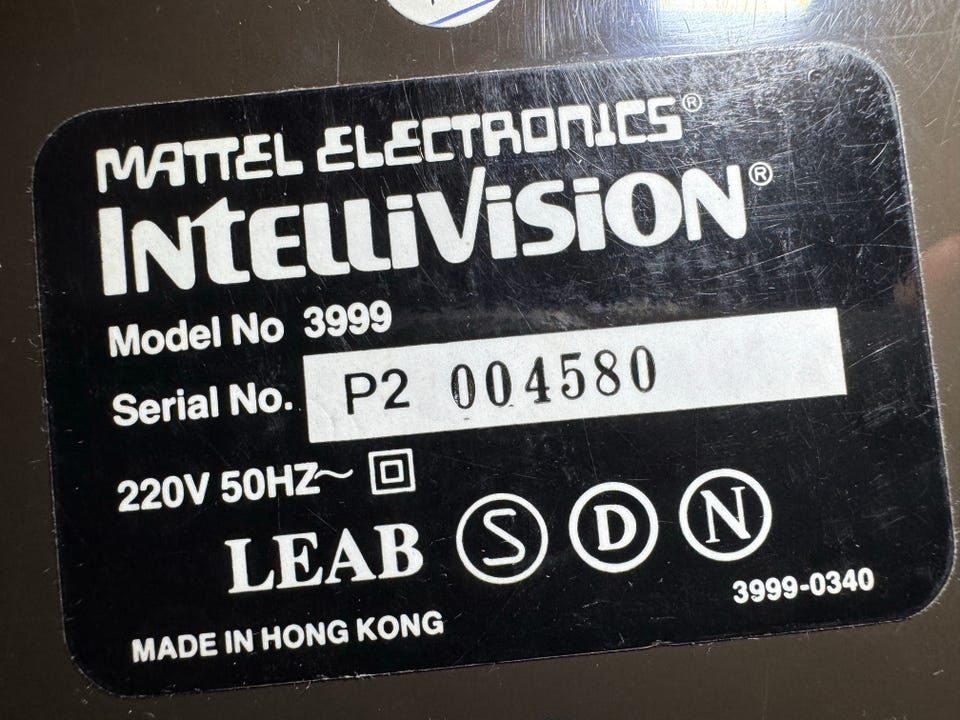 MATTEL ELECTRONICS®
INTELLIVISION®
Model No 3999
Serial No. P2 004580
220V 50HZ~
LEAB S D N
3999-0340
MADE IN HONG KONG